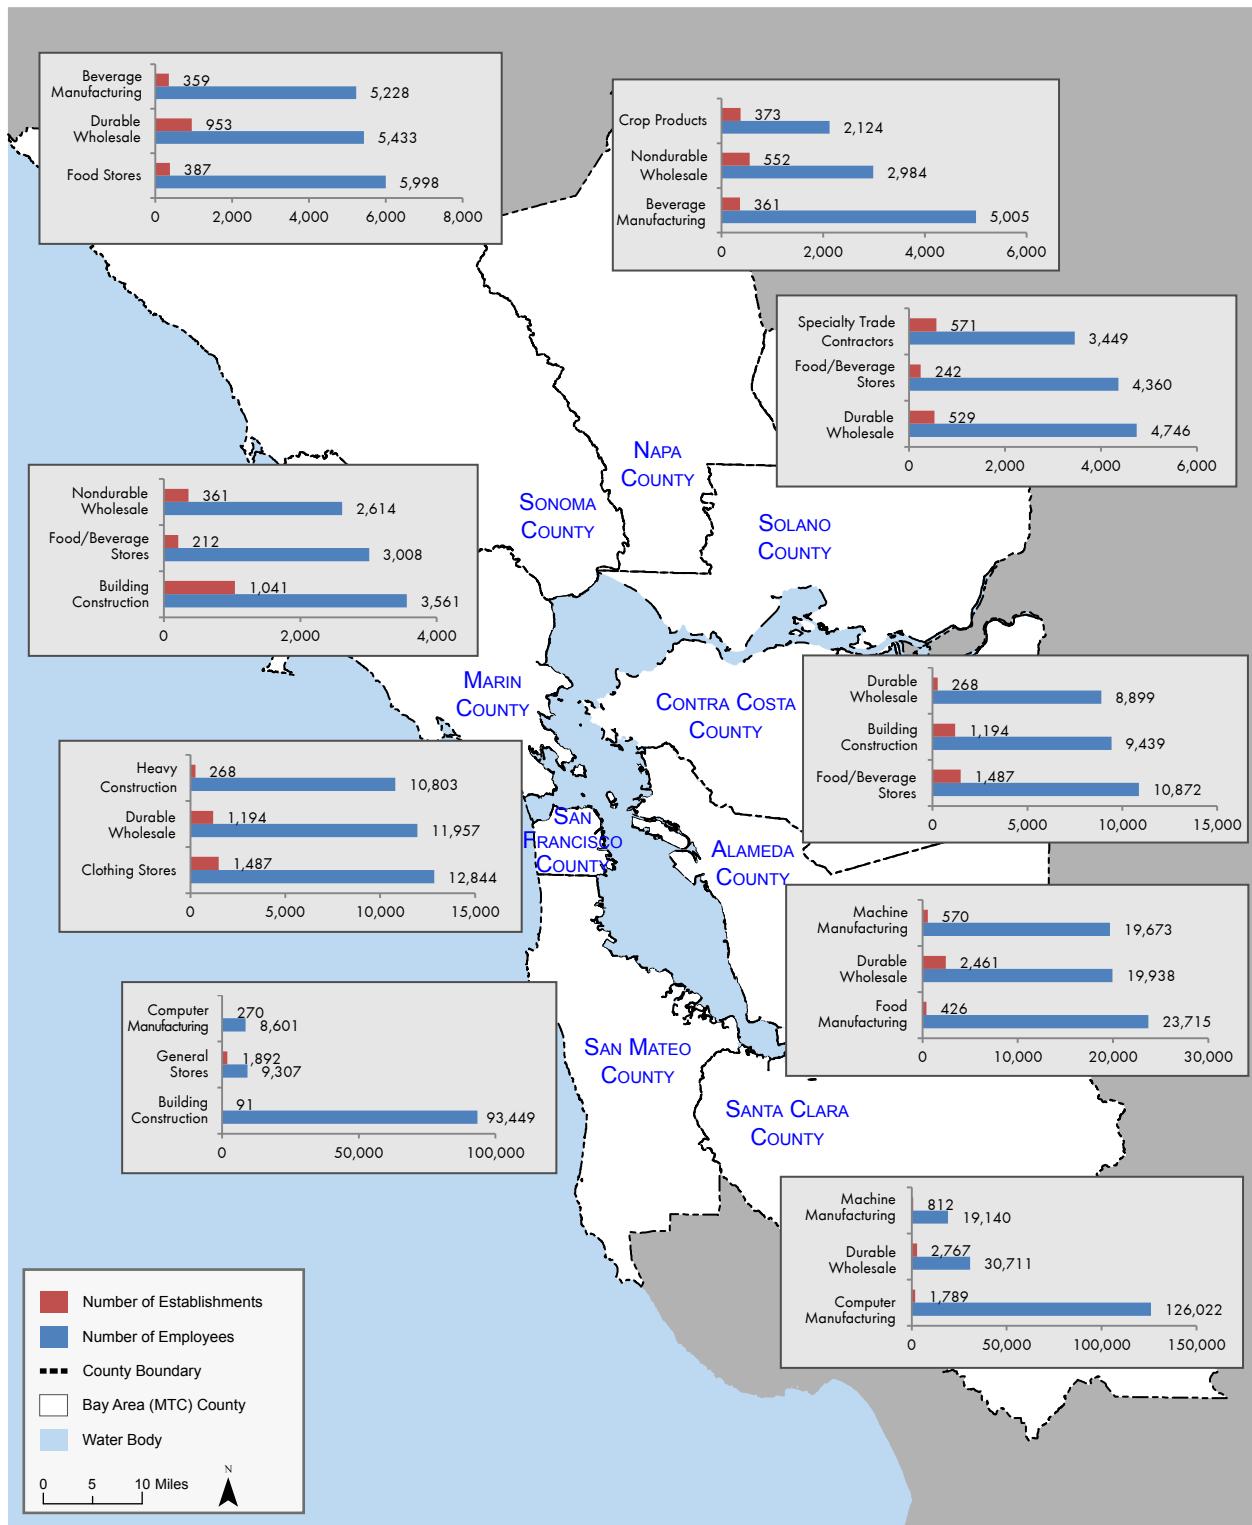 Beverage
Manufacturing
359
5,228
Durable
Wholesale
953
5,433
Food Stores
387
5,998
0 2,000 4,000 6,000 8,000
Crop Products
373
2,124
Nondurable
Wholesale
552
2,984
Beverage
Manufacturing
361
5,005
0 2,000 4,000 6,000
Specialty Trade
Contractors
571
3,449
Food/Beverage
Stores
242
4,360
Durable
Wholesale
529
4,746
0 2,000 4,000 6,000
Napa
County
Sonoma
County
Solano
County
Nondurable
Wholesale
361
2,614
Food/Beverage
Stores
212
3,008
Building
Construction
1,041
3,561
0 2,000 4,000
Marin
County
Contra Costa
County
Durable
Wholesale
268
8,899
Building
Construction
1,194
9,439
Food/Beverage
Stores
1,487
10,872
0 5,000 10,000 15,000
Heavy
Construction
268
10,803
Durable
Wholesale
1,194
11,957
Clothing Stores
1,487
12,844
0 5,000 10,000 15,000
San
Francisco
County
Alameda
County
Machine
Manufacturing
570
19,673
Durable
Wholesale
2,461
19,938
Food
Manufacturing
426
23,715
0 10,000 20,000 30,000
Computer
Manufacturing
270
8,601
General
Stores
1,892
9,307
Building
Construction
91
93,449
0 50,000 100,000
San Mateo
County
Santa Clara
County
Machine
Manufacturing
812
19,140
Durable
Wholesale
2,767
30,711
Computer
Manufacturing
1,789
126,022
0 50,000 100,000 150,000
Number of Establishments
Number of Employees
County Boundary
Bay Area (MTC) County
Water Body
N
0 5 10 Miles